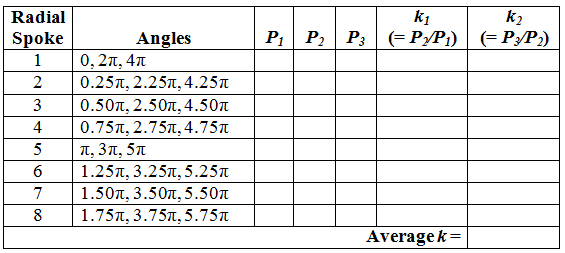 Radial Spoke Angles P1 P2 P3 k1 (= P2/P1) k2 (= P3/P2)
1 0, 2π, 4π
2 0.25π, 2.25π, 4.25π
3 0.50π, 2.50π, 4.50π
4 0.75π, 2.75π, 4.75π
5 π, 3π, 5π
6 1.25π, 3.25π, 5.25π
7 1.50π, 3.50π, 5.50π
8 1.75π, 3.75π, 5.75π
Average k =